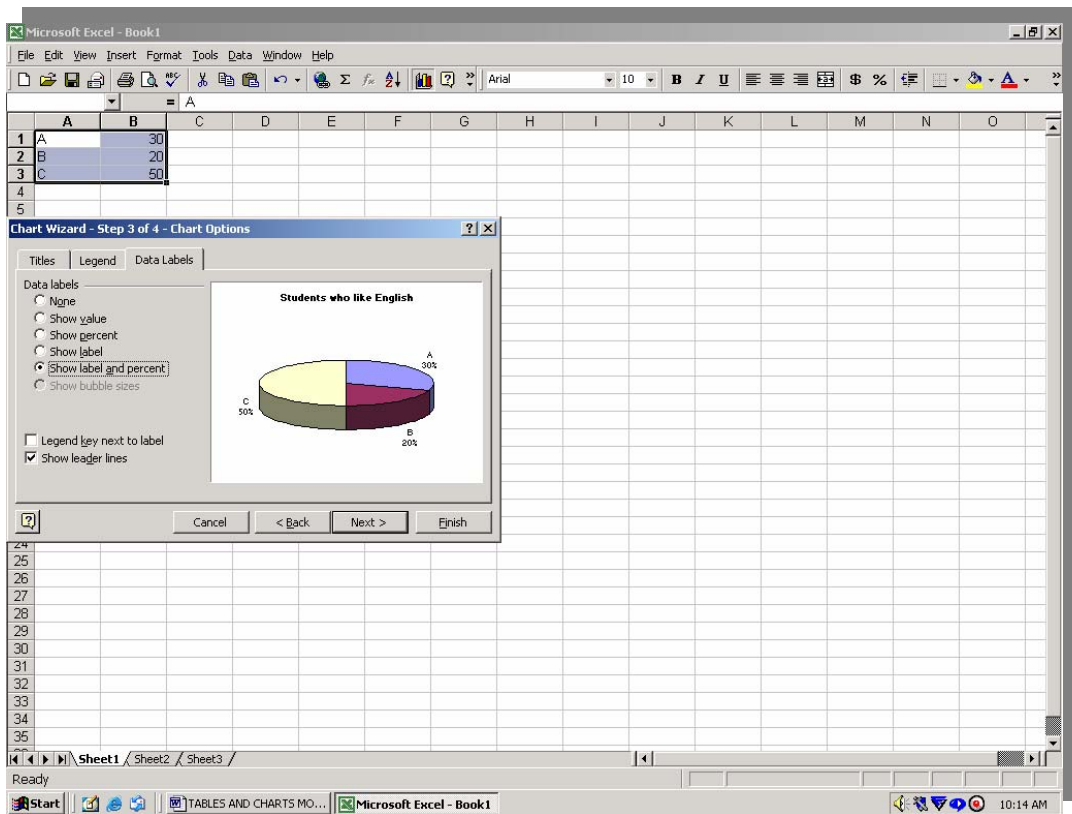 Microsoft Excel - Book1
File Edit View Insert Format Tools Data Window Help
Arial 10 B I U $ %
= A
A B C D E F G H I J K L M N O
1 A 30
2 B 20
3 C 50
4
5
Chart Wizard - Step 3 of 4 - Chart Options
Titles Legend Data Labels
Data labels
None
Show value
Show percent
Show label
Show label and percent
Show bubble sizes
Legend key next to label
Show leader lines
Students who like English
A
30%
C
50%
B
20%
Cancel < Back Next > Finish
24
25
26
27
28
29
30
31
32
33
34
35
Sheet1 Sheet2 Sheet3
Ready
Start TABLES AND CHARTS MO... Microsoft Excel - Book1 10:14 AM